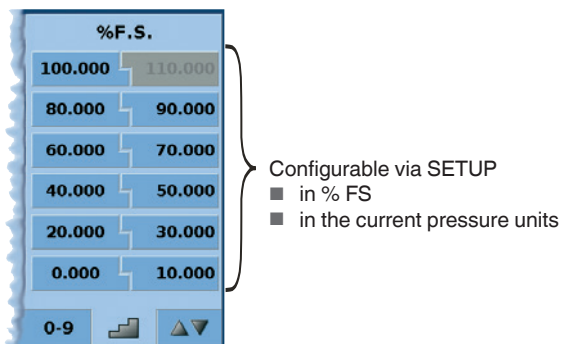 %F.S.
100.000 110.000
80.000 90.000
60.000 70.000
40.000 50.000
20.000 30.000
0.000 10.000
0-9
Configurable via SETUP
■ in % FS
■ in the current pressure units